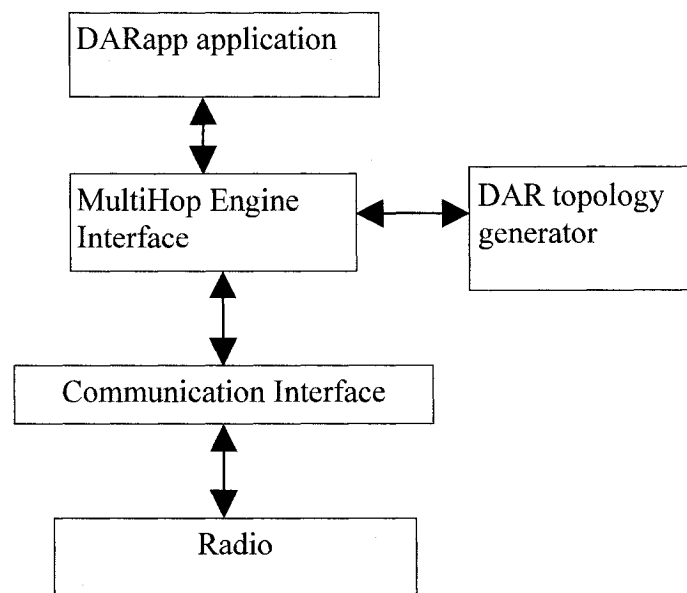 DARapp application
MultiHop Engine
Interface
DAR topology
generator
Communication Interface
Radio